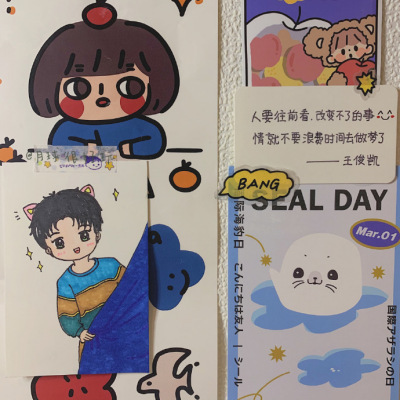 人要往前看,改变不了的事
情就不要浪费时间去做梦了
——王俊凯
BANG
SEAL DAY
Mar.01
际海豹日 こんにちは友人 — シール
国際アザラシの日